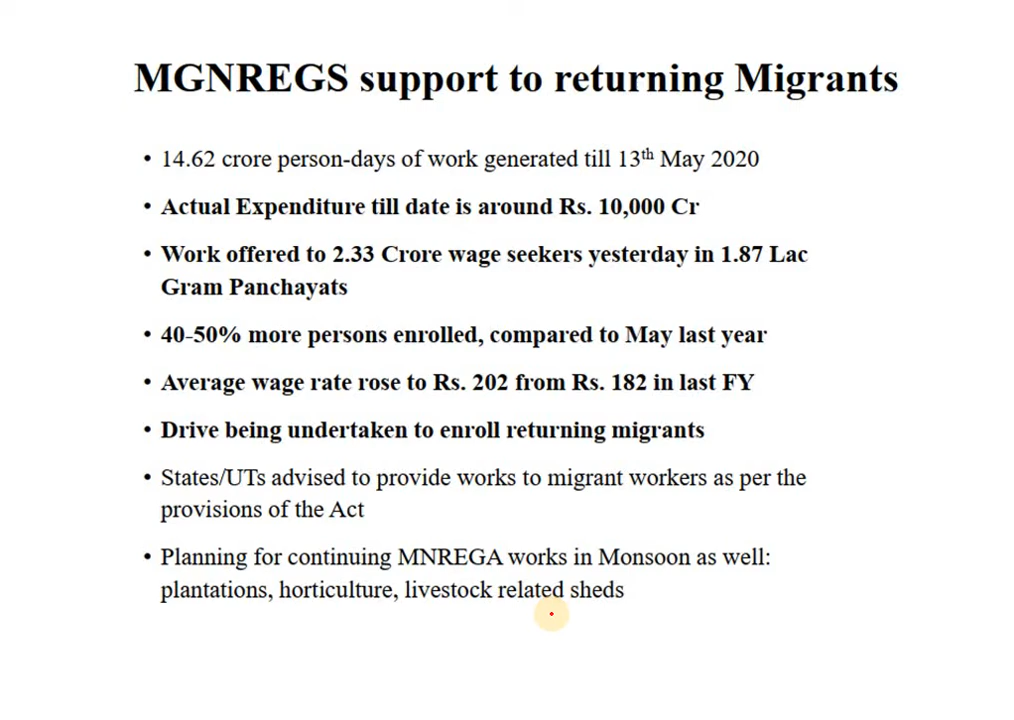 MGNREGS support to returning Migrants
• 14.62 crore person-days of work generated till 13th May 2020
• Actual Expenditure till date is around Rs. 10,000 Cr
• Work offered to 2.33 Crore wage seekers yesterday in 1.87 Lac
Gram Panchayats
• 40-50% more persons enrolled, compared to May last year
• Average wage rate rose to Rs. 202 from Rs. 182 in last FY
• Drive being undertaken to enroll returning migrants
• States/UTs advised to provide works to migrant workers as per the
provisions of the Act
• Planning for continuing MNREGA works in Monsoon as well:
plantations, horticulture, livestock related sheds